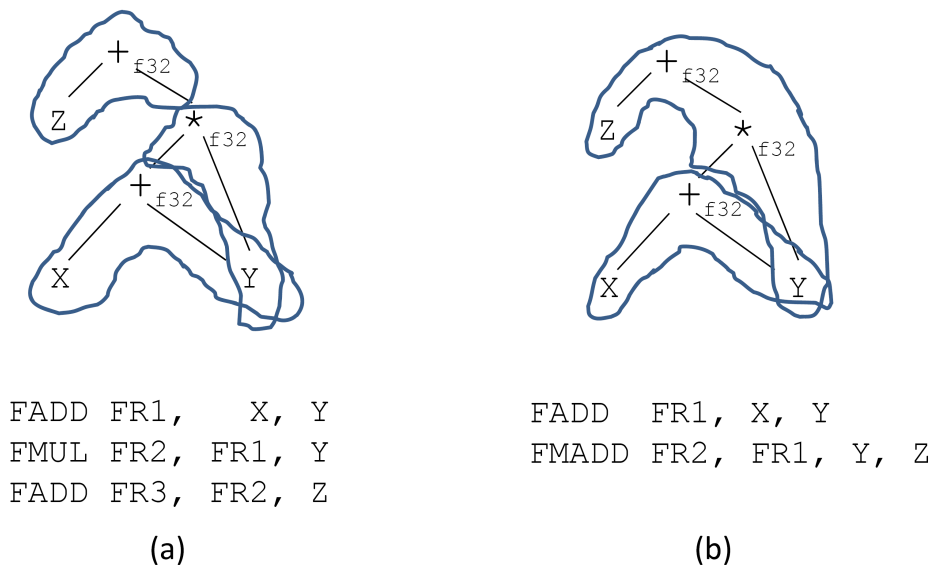 + f32
Z
* f32
+ f32
X Y
FADD FR1, X, Y
FMUL FR2, FR1, Y
FADD FR3, FR2, Z
(a)
+ f32
Z
* f32
+ f32
X Y
FADD FR1, X, Y
FMADD FR2, FR1, Y, Z
(b)